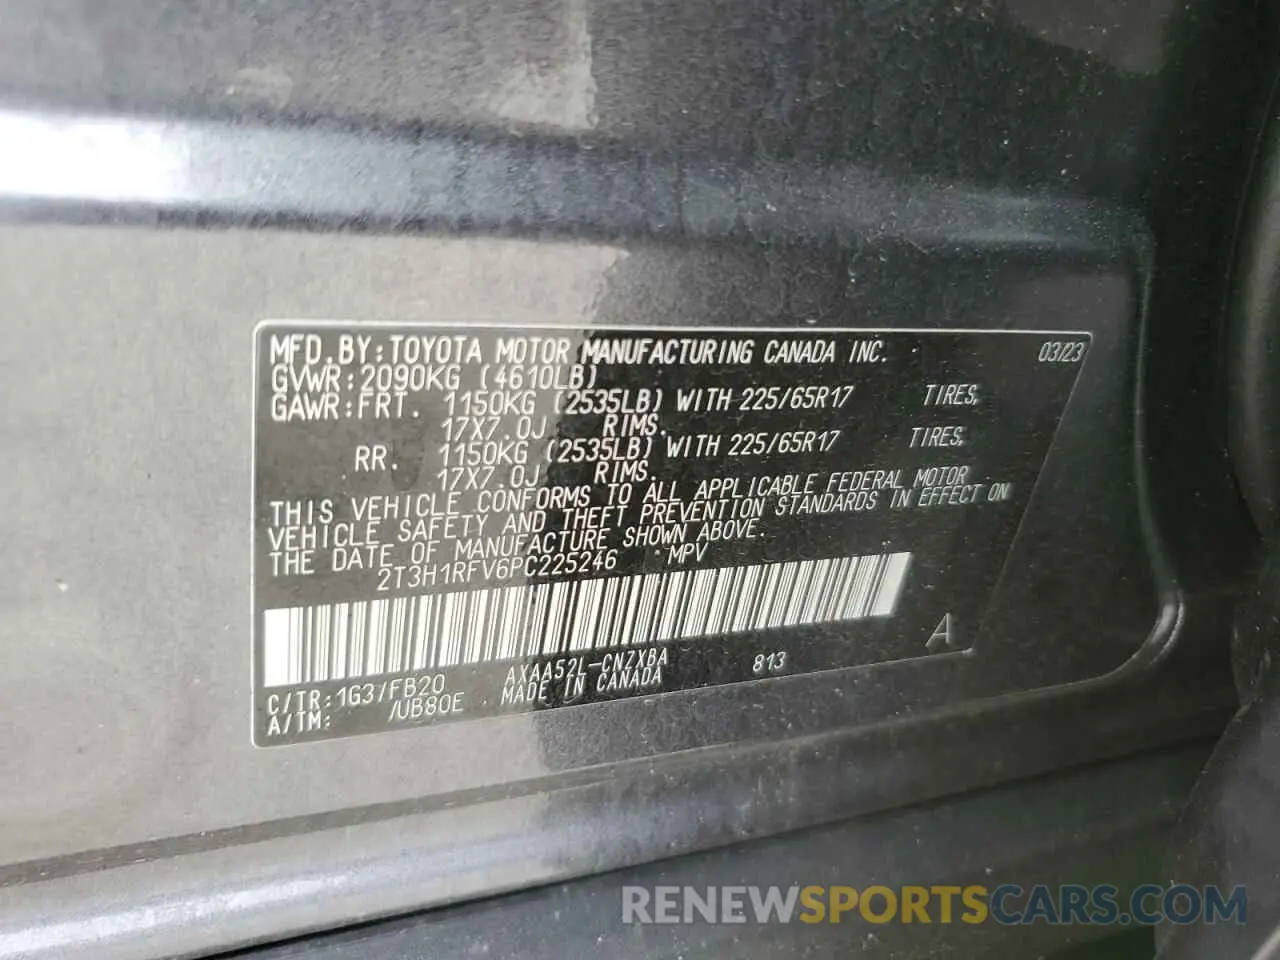 MFD.BY:TOYOTA MOTOR MANUFACTURING CANADA INC. 03/23
GVWR:2090KG (4610LB)
GAWR:FRT. 1150KG (2535LB) WITH 225/65R17 TIRES,
17X7.0J RIMS.
RR. 1150KG (2535LB) WITH 225/65R17 TIRES,
17X7.0J RIMS.
THIS VEHICLE CONFORMS TO ALL APPLICABLE FEDERAL MOTOR
VEHICLE SAFETY AND THEFT PREVENTION STANDARDS IN EFFECT ON
THE DATE OF MANUFACTURE SHOWN ABOVE.
2T3H1RFV6PC225246 MPV
A
C/TR:1G37/FB20 AXAA52L-CNZXBA 813
A/TM: /UB80E MADE IN CANADA
RENEWSPORTSCARS.COM